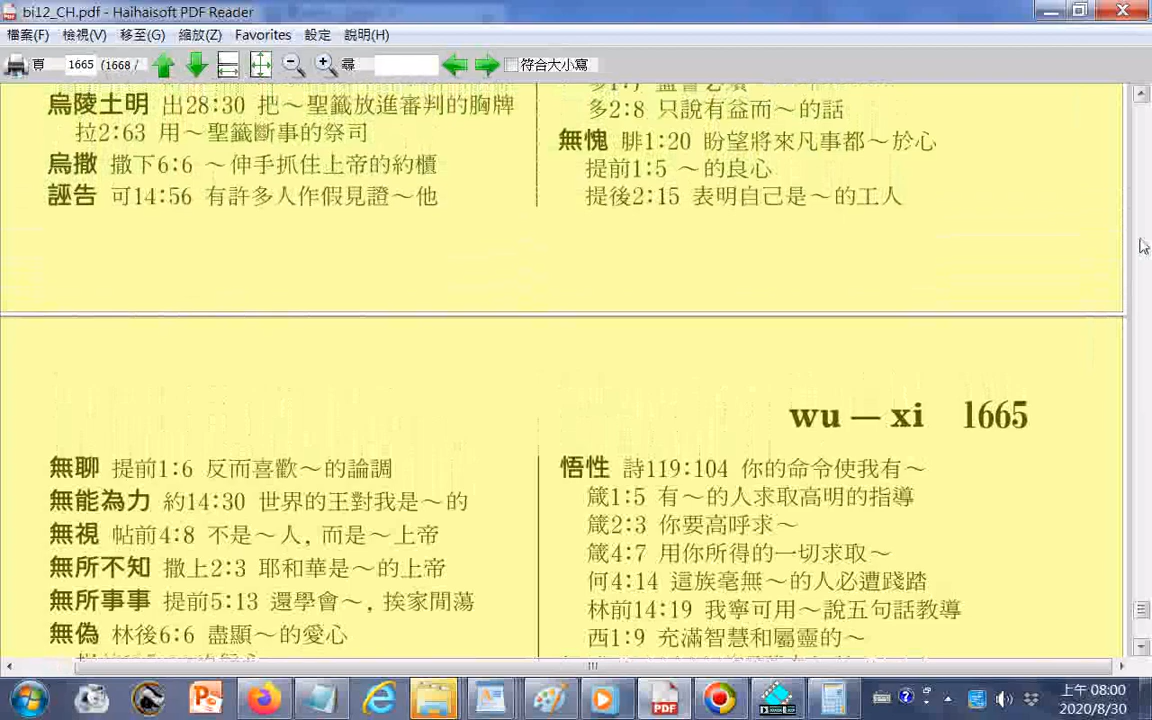 bi12_CH.pdf - Haihaisoft PDF Reader
檔案(F) 檢視(V) 移至(G) 縮放(Z) Favorites 設定 說明(H)
頁 1665 (1668 / 尋 符合大小寫
烏陵土明 出28:30 把～聖籤放進審判的胸牌
拉2:63 用～聖籤斷事的祭司
烏撒 撒下6:6 ～伸手抓住上帝的約櫃
誣告 可14:56 有許多人作假見證～他
多2:8 只說有益而～的話
無愧 腓1:20 盼望將來凡事都～於心
提前1:5 ～的良心
提後2:15 表明自己是～的工人
wu — xi 1665
無聊 提前1:6 反而喜歡～的論調
無能為力 約14:30 世界的王對我是～的
無視 帖前4:8 不是～人, 而是～上帝
無所不知 撒上2:3 耶和華是～的上帝
無所事事 提前5:13 還學會～, 挨家閒蕩
無偽 林後6:6 盡顯～的愛心
悟性 詩119:104 你的命令使我有～
箴1:5 有～的人求取高明的指導
箴2:3 你要高呼求～
箴4:7 用你所得的一切求取～
何4:14 這族毫無～的人必遭踐踏
林前14:19 我寧可用～說五句話教導
西1:9 充滿智慧和屬靈的～
上午 08:00
2020/8/30